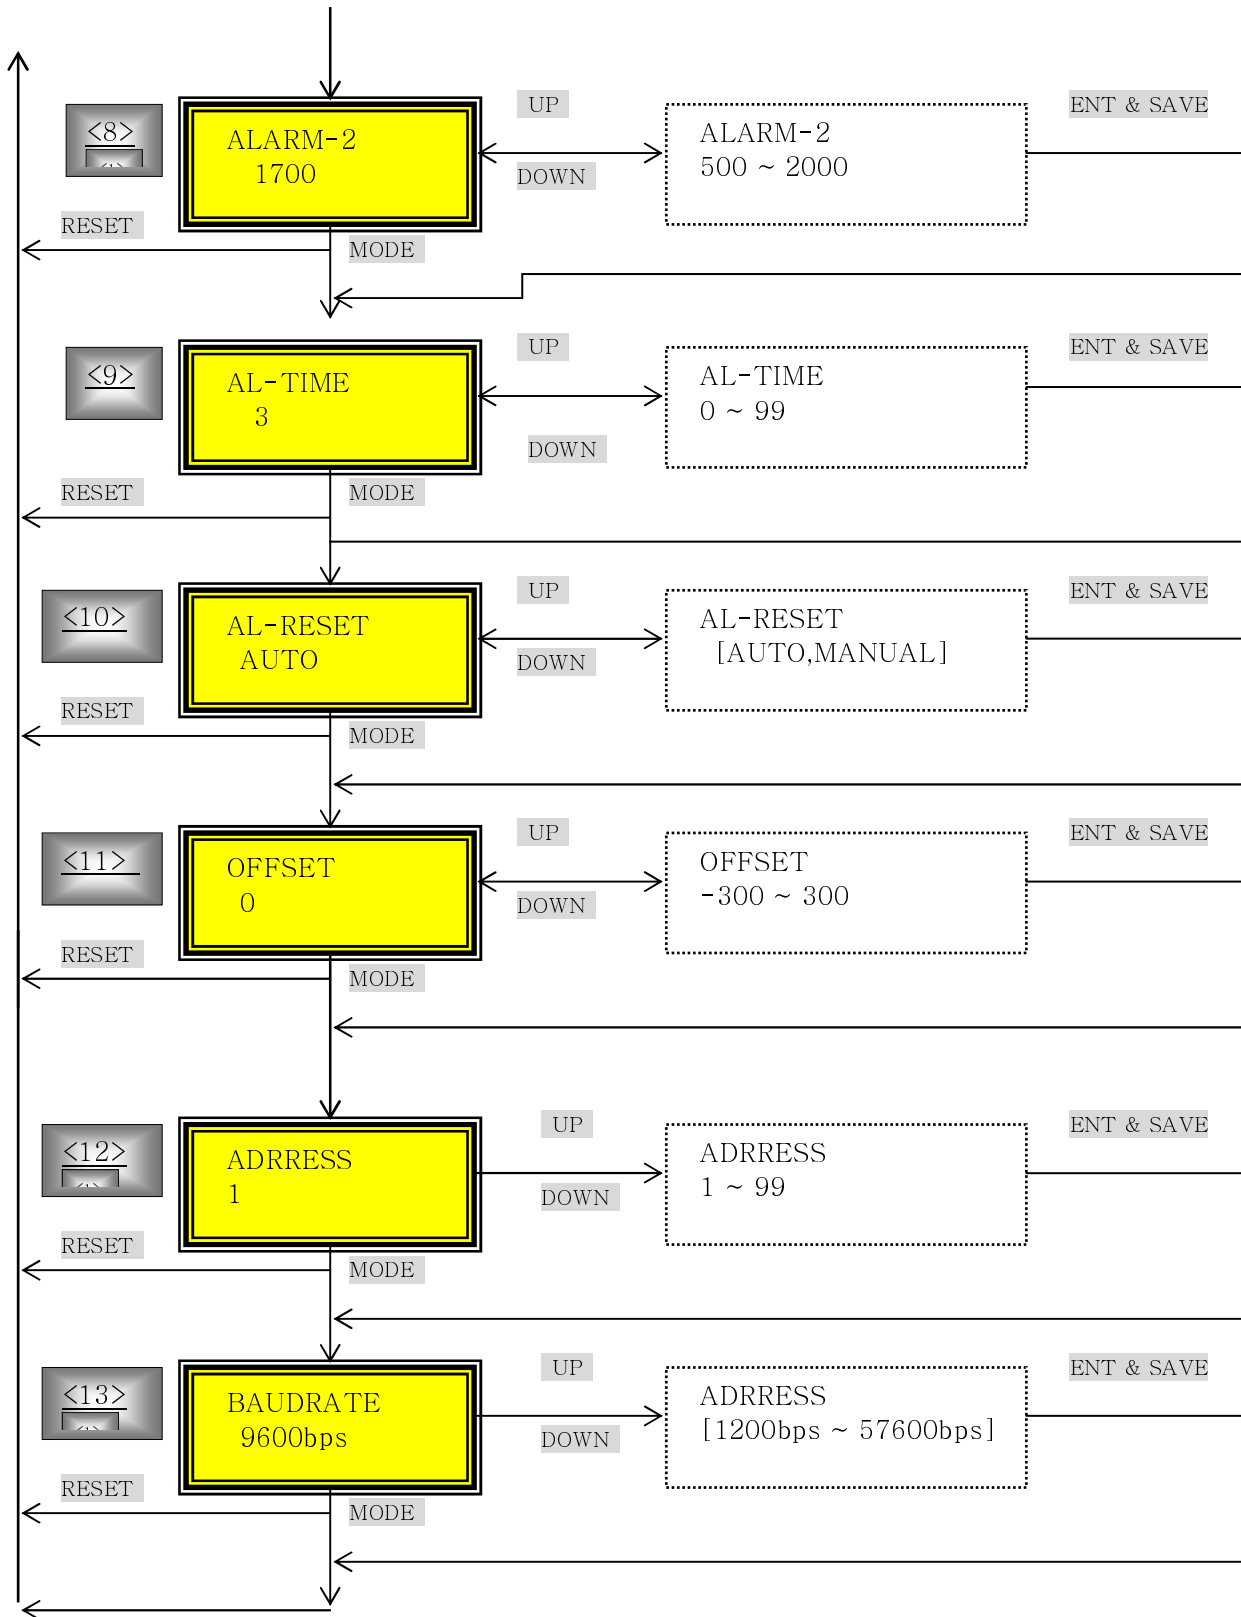 UP
ENT & SAVE
<8>
ALARM-2
1700
ALARM-2
500 ~ 2000
DOWN
RESET
MODE
UP
ENT & SAVE
<9>
AL-TIME
3
AL-TIME
0 ~ 99
DOWN
RESET
MODE
UP
ENT & SAVE
<10>
AL-RESET
AUTO
AL-RESET
[AUTO,MANUAL]
DOWN
RESET
MODE
UP
ENT & SAVE
<11>
OFFSET
0
OFFSET
-300 ~ 300
DOWN
RESET
MODE
UP
ENT & SAVE
<12>
ADRRESS
1
ADRRESS
1 ~ 99
DOWN
RESET
MODE
UP
ENT & SAVE
<13>
BAUDRATE
9600bps
ADRRESS
[1200bps ~ 57600bps]
DOWN
RESET
MODE